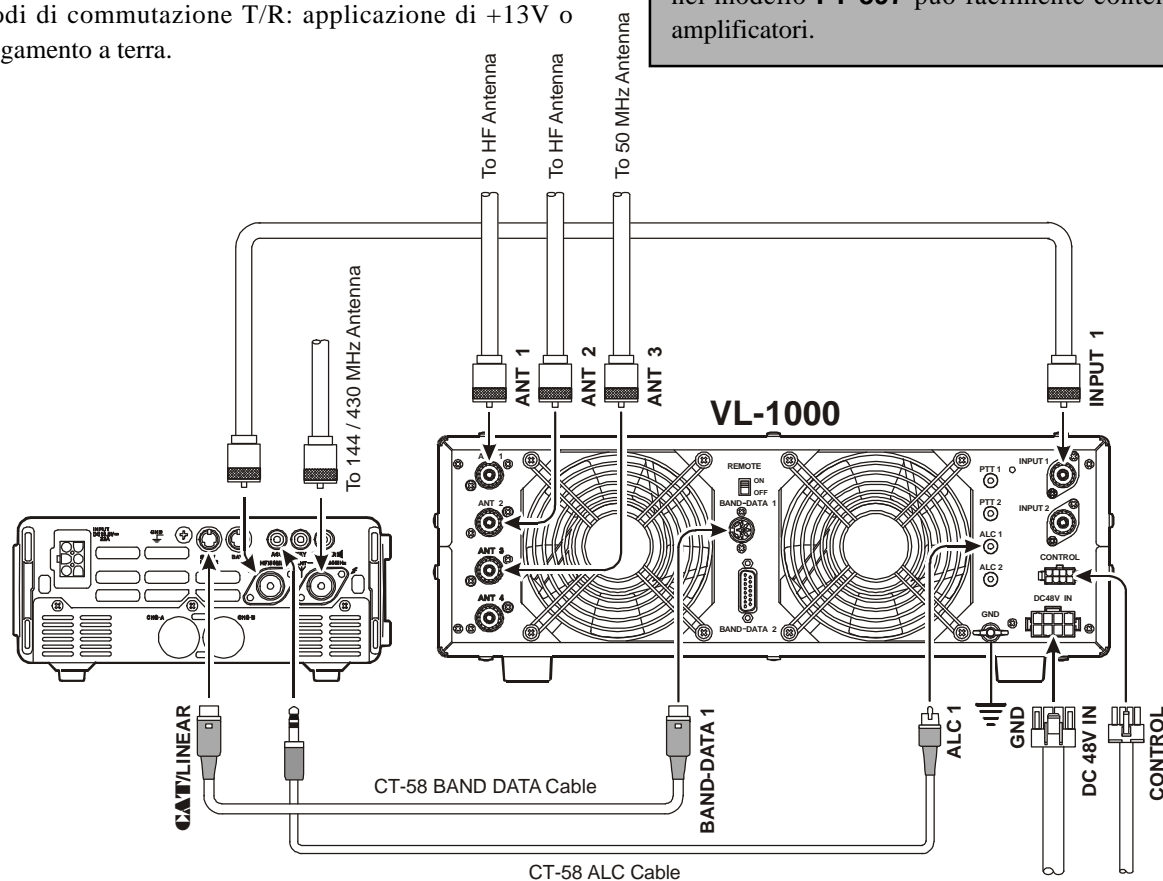 odi di commutazione T/R: applicazione di +13V o
gamento a terra.
amplificatori.
To HF Antenna
To HF Antenna
To 50 MHz Antenna
To 144 / 430 MHz Antenna
ANT 1
ANT 2
ANT 3
INPUT 1
VL-1000
INPUT
GND
ANT 2
ANT 3
ANT 4
REMOTE
ON
OFF
BAND-DATA 1
BAND-DATA 2
PTT 1
PTT 2
ALC 1
ALC 2
GND
INPUT 1
INPUT 2
CONTROL
DC48V IN
CAT/LINEAR
CT-58 BAND DATA Cable
BAND-DATA 1
CT-58 ALC Cable
ALC 1
GND
DC 48V IN
CONTROL